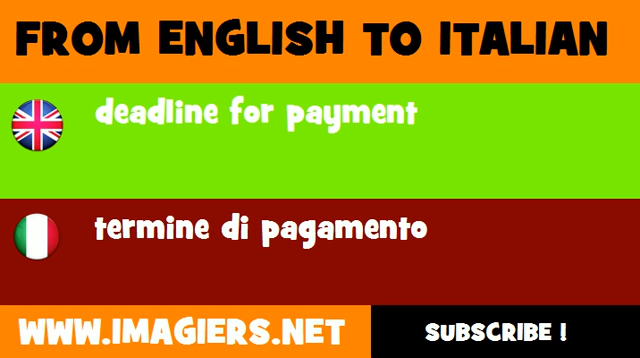 FROM ENGLISH TO ITALIAN
deadline for payment
termine di pagamento
WWW.IMAGIERS.NET
SUBSCRIBE !